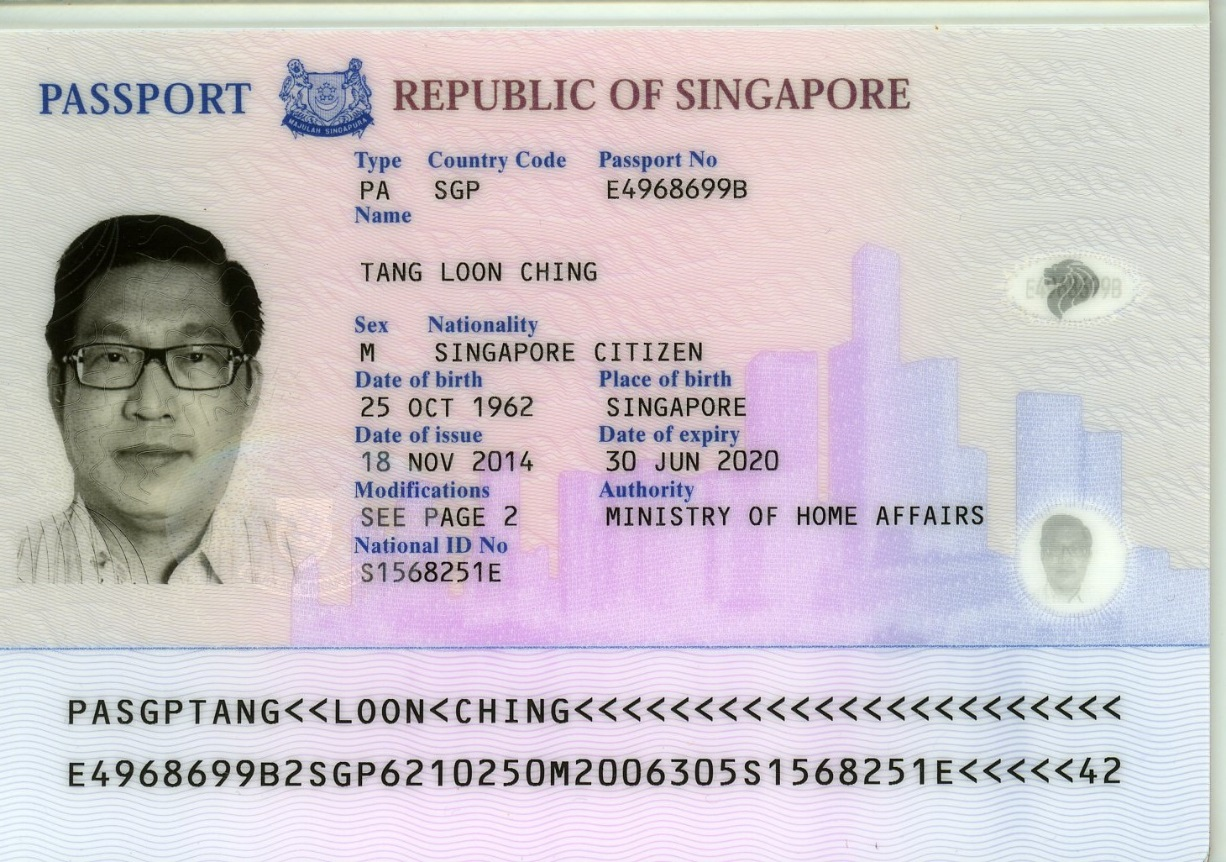 PASSPORT REPUBLIC OF SINGAPORE
MAJULAH SINGAPURA
Type Country Code Passport No
PA SGP E4968699B
Name
TANG LOON CHING
Sex Nationality
M SINGAPORE CITIZEN
Date of birth Place of birth
25 OCT 1962 SINGAPORE
Date of issue Date of expiry
18 NOV 2014 30 JUN 2020
Modifications Authority
SEE PAGE 2 MINISTRY OF HOME AFFAIRS
National ID No
S1568251E
E4968699B
PASGPTANG<<LOON<CHING<<<<<<<<<<<<<<<<<<<<<<<
E4968699B2SGP6210250M2006305S1568251E<<<<<42